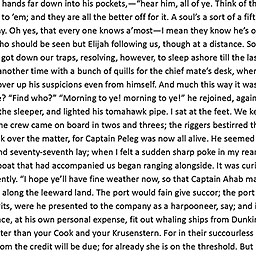 hands far down into his pockets,—“hear him, all of ye. Think of th
to ’em; and they are all the better off for it. A soul’s a sort of a fift
y. Oh yes, that every one knows a’most—I mean they know he’s o
ho should be seen but Elijah following us, though at a distance. So
got down our traps, resolving, however, to sleep ashore till the las
another time with a bunch of quills for the chief mate’s desk, wher
over up his suspicions even from himself. And much this way it was
e? “Find who?” “Morning to ye! morning to ye!” he rejoined, again
the sleeper, and lighted his tomahawk pipe. I sat at the feet. We ke
he crew came on board in twos and threes; the riggers bestirred th
k over the matter, for Captain Peleg was now all alive. He seemed
nd seventy-seventh lay; when I felt a sudden sharp poke in my rear
boat that had accompanied us began ranging alongside. It was curi
ently. “I hope ye’ll have fine weather now, so that Captain Ahab ma
along the leeward land. The port would fain give succor; the port
rits, were he presented to the company as a harpooneer, say; and i
nce, at his own personal expense, fit out whaling ships from Dunkir
ter than your Cook and your Krusenstern. For in their succourless
om the credit will be due; for already she is on the threshold. But